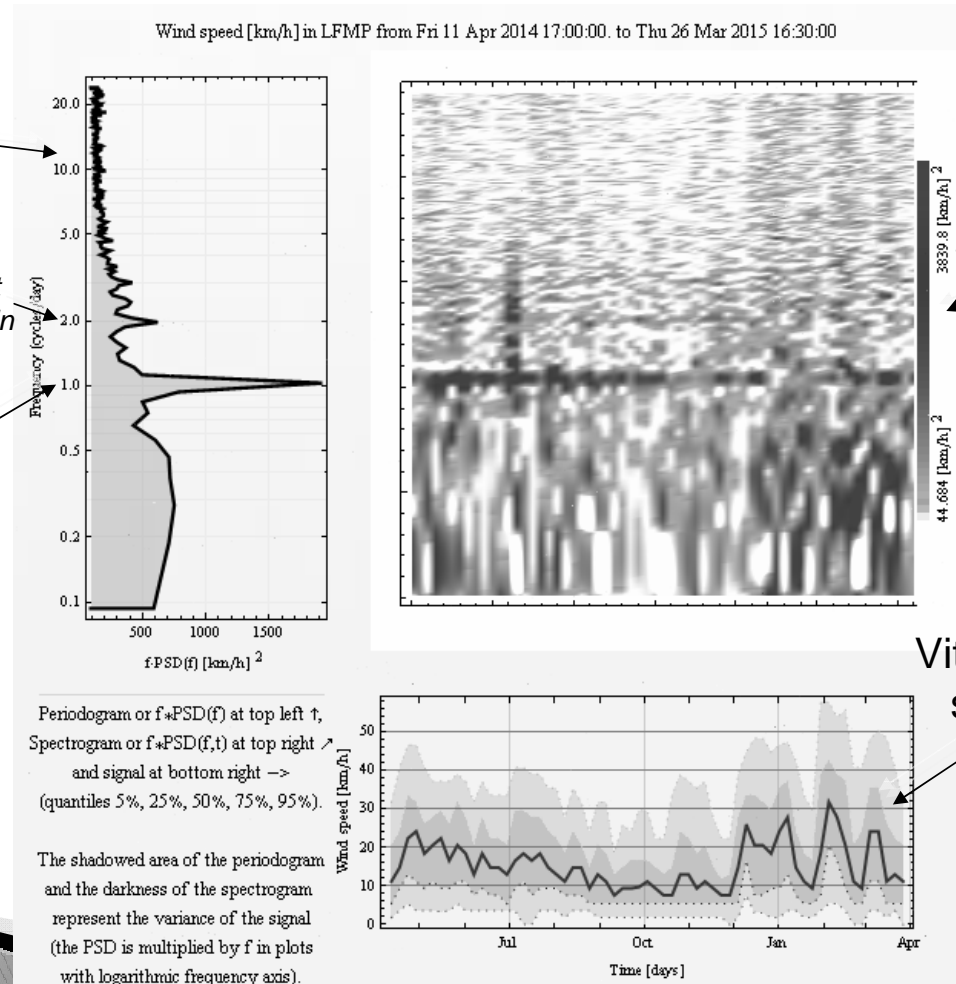 Wind speed [km/h] in LFMP from Fri 11 Apr 2014 17:00:00. to Thu 26 Mar 2015 16:30:00
20.0
10.0
5.0
2.0
1.0
0.5
0.2
0.1
Frequency (cycles/day)
in
500 1000 1500
f·PSD(f) [km/h] 2
3839.8 [km/h] 2
44.684 [km/h] 2
Vit
s
Periodogram or f*PSD(f) at top left ↑,
Spectrogram or f*PSD(f,t) at top right ↗
and signal at bottom right —>
(quantiles 5%, 25%, 50%, 75%, 95%).
The shadowed area of the periodogram
and the darkness of the spectrogram
represent the variance of the signal
(the PSD is multiplied by f in plots
with logarithmic frequency axis).
Wind speed [km/h]
50
40
30
20
10
0
Jul Oct Jan Apr
Time [days]